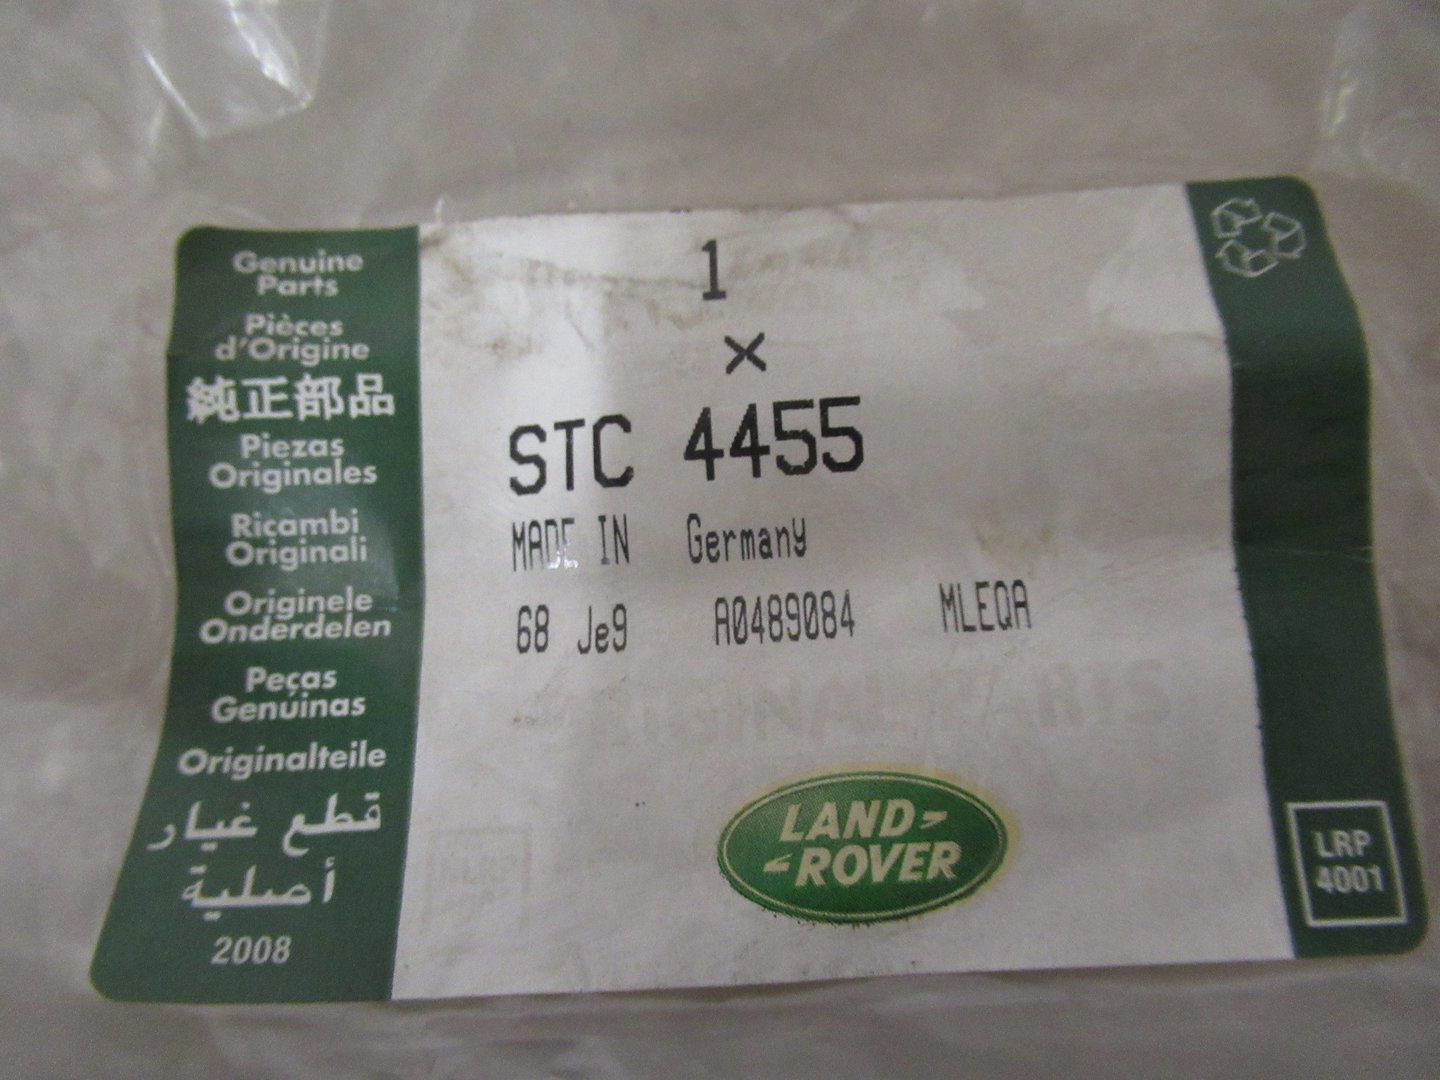 Genuine
Parts
Pièces
d'Origine
純正部品
Piezas
Originales
Ricambi
Originali
Originele
Onderdelen
Peças
Genuinas
Originalteile
قطع غيار
أصلية
2008
1
×
STC 4455
MADE IN Germany
68 Je9 A0489084 MLEQA
LAND
ROVER
LRP
4001